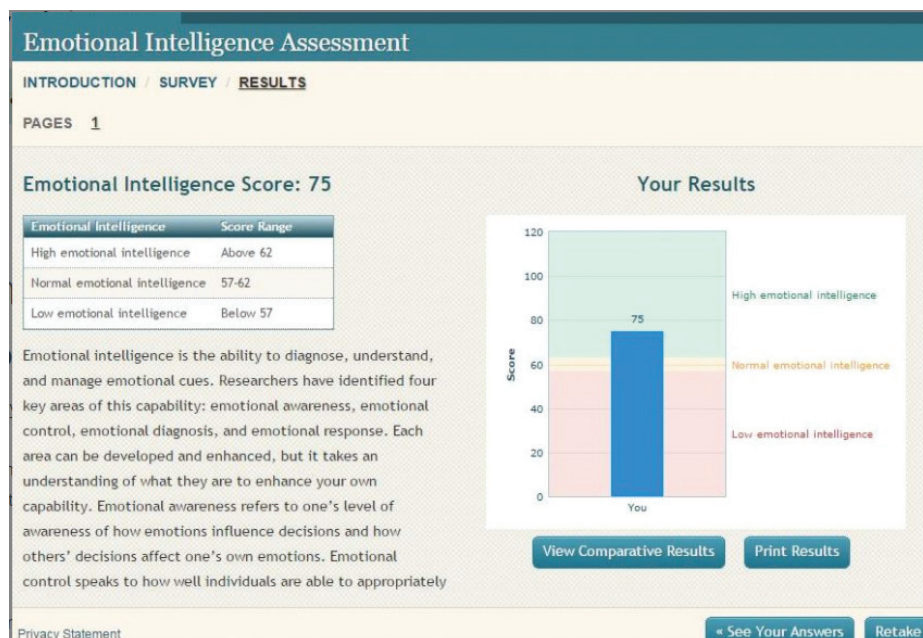 Emotional Intelligence Assessment
INTRODUCTION / SURVEY / RESULTS
PAGES 1
Emotional Intelligence Score: 75
Emotional Intelligence Score Range
High emotional intelligence Above 62
Normal emotional intelligence 57-62
Low emotional intelligence Below 57
Emotional intelligence is the ability to diagnose, understand,
and manage emotional cues. Researchers have identified four
key areas of this capability: emotional awareness, emotional
control, emotional diagnosis, and emotional response. Each
area can be developed and enhanced, but it takes an
understanding of what they are to enhance your own
capability. Emotional awareness refers to one's level of
awareness of how emotions influence decisions and how
others' decisions affect one's own emotions. Emotional
control speaks to how well individuals are able to appropriately
Your Results
120
100
80
60
40
20
0
Score
75
You
High emotional intelligence
Normal emotional intelligence
Low emotional intelligence
View Comparative Results
Print Results
Privacy Statement
« See Your Answers
Retake